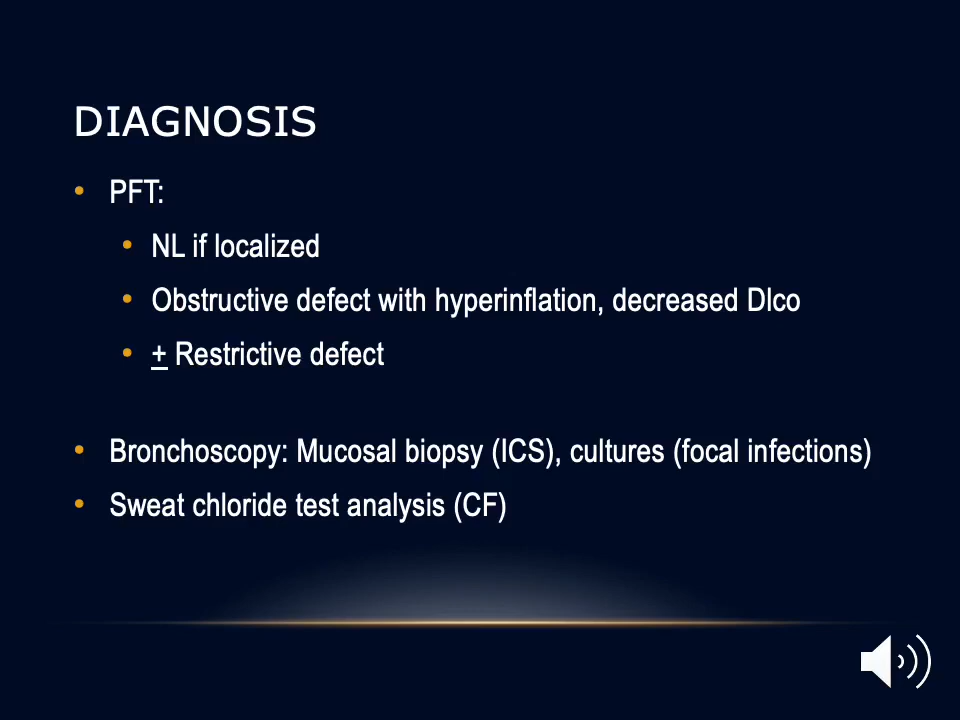 DIAGNOSIS
• PFT:
• NL if localized
• Obstructive defect with hyperinflation, decreased Dlco
• + Restrictive defect
• Bronchoscopy: Mucosal biopsy (ICS), cultures (focal infections)
• Sweat chloride test analysis (CF)